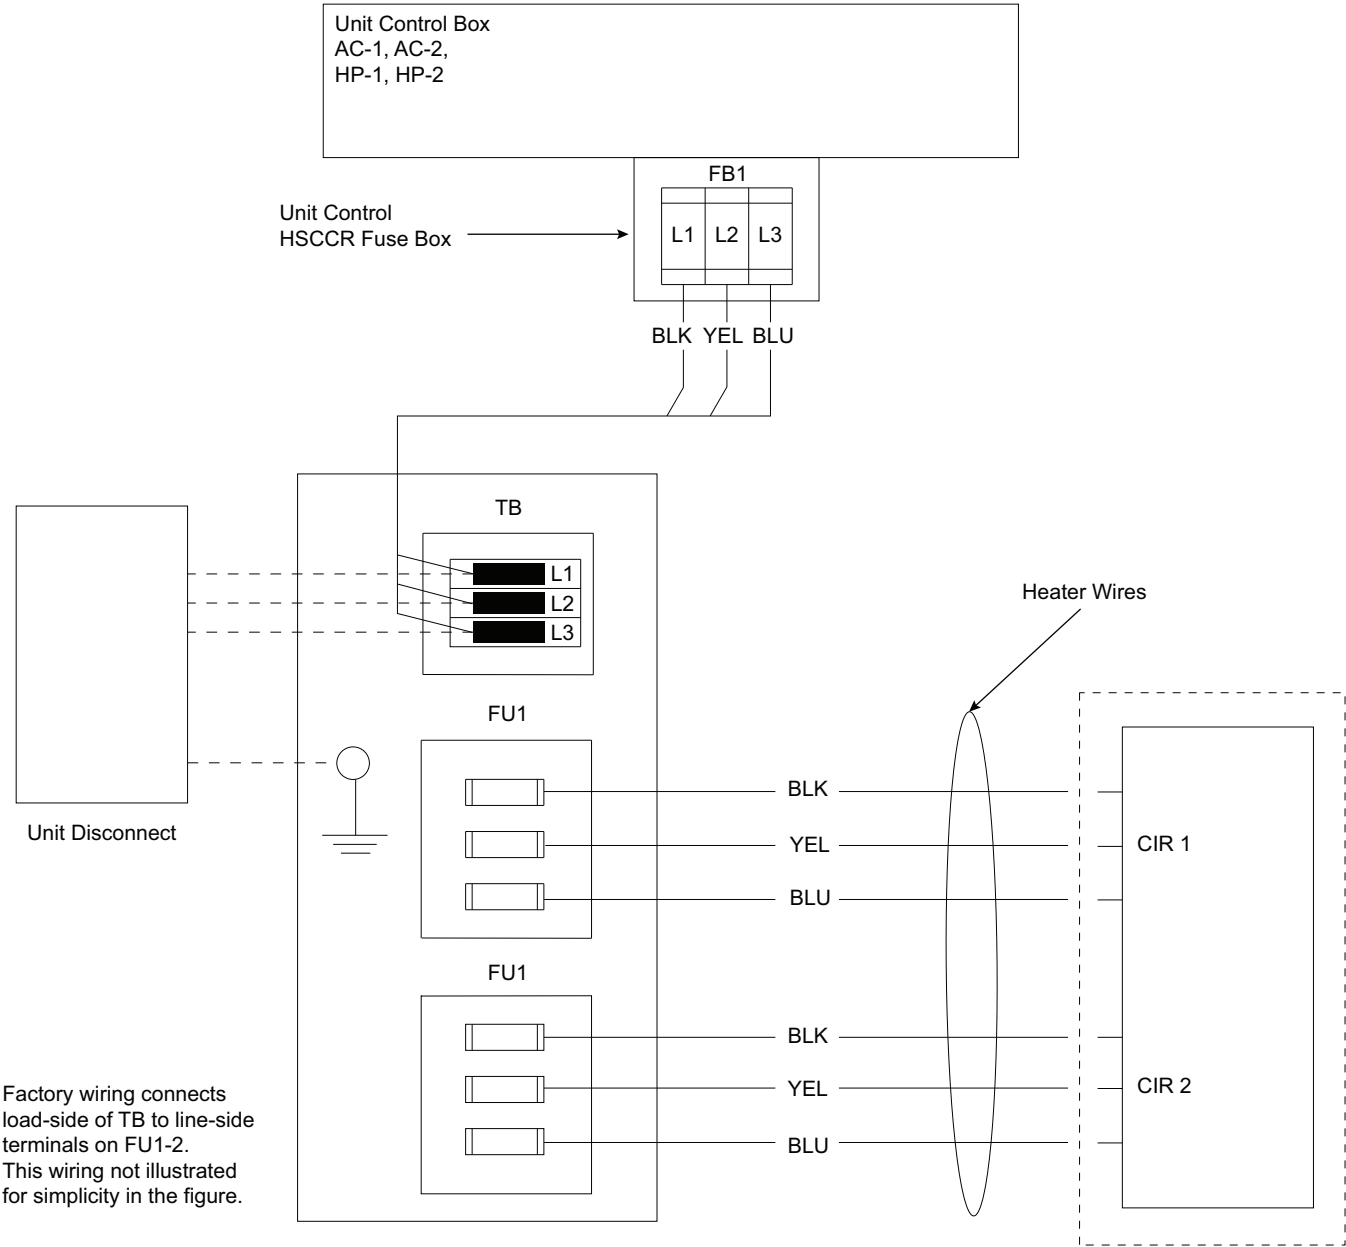 Unit Control Box
AC-1, AC-2,
HP-1, HP-2
FB1
Unit Control
HSCCR Fuse Box
L1 L2 L3
BLK YEL BLU
TB
L1
L2
L3
Heater Wires
FU1
BLK
Unit Disconnect
YEL
CIR 1
BLU
FU1
BLK
YEL
CIR 2
BLU
Factory wiring connects
load-side of TB to line-side
terminals on FU1-2.
This wiring not illustrated
for simplicity in the figure.